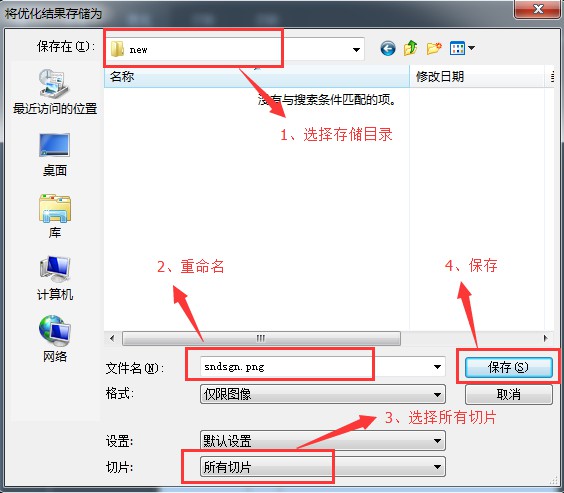 将优化结果存储为
保存在(I):
new
名称
修改日期
没有与搜索条件匹配的项。
1、选择存储目录
最近访问的位置
桌面
库
计算机
网络
2、重命名
4、保存
文件名(N):
sndsgn.png
保存(S)
格式:
仅限图像
取消
3、选择所有切片
设置:
默认设置
切片:
所有切片